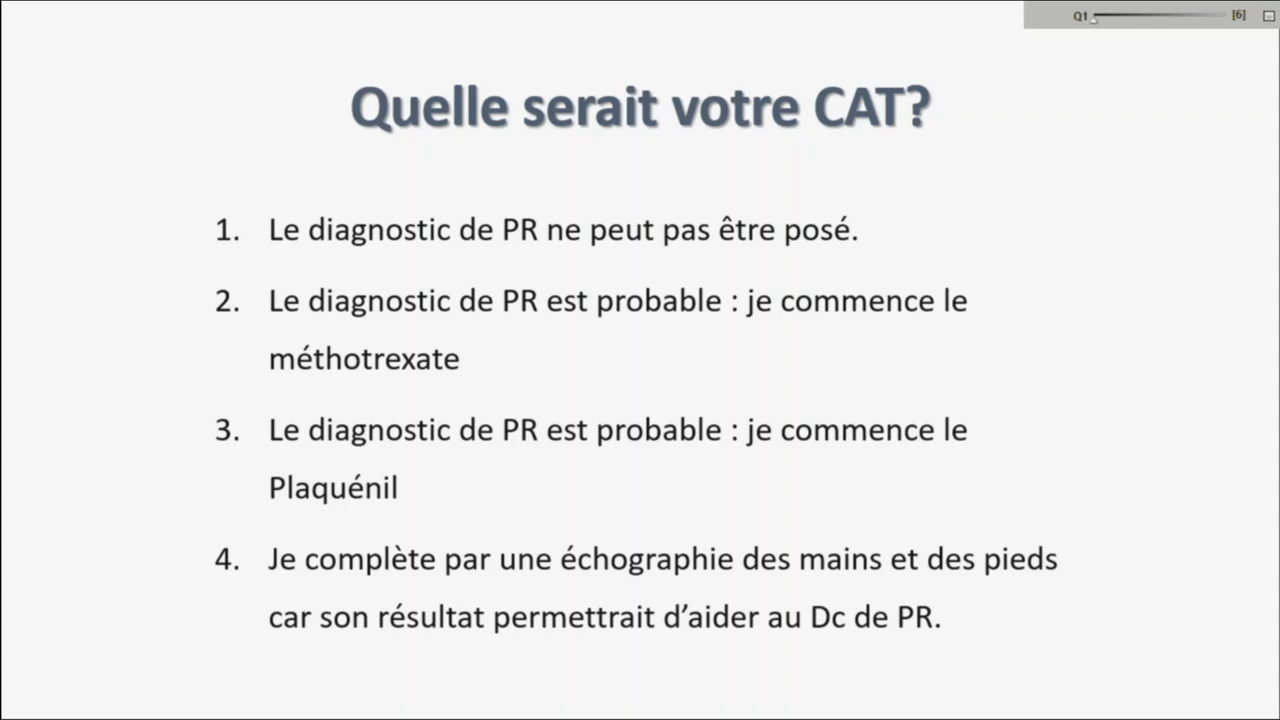 Q1 [6]
Quelle serait votre CAT?
1. Le diagnostic de PR ne peut pas être posé.
2. Le diagnostic de PR est probable : je commence le
méthotrexate
3. Le diagnostic de PR est probable : je commence le
Plaquénil
4. Je complète par une échographie des mains et des pieds
car son résultat permettrait d’aider au Dc de PR.